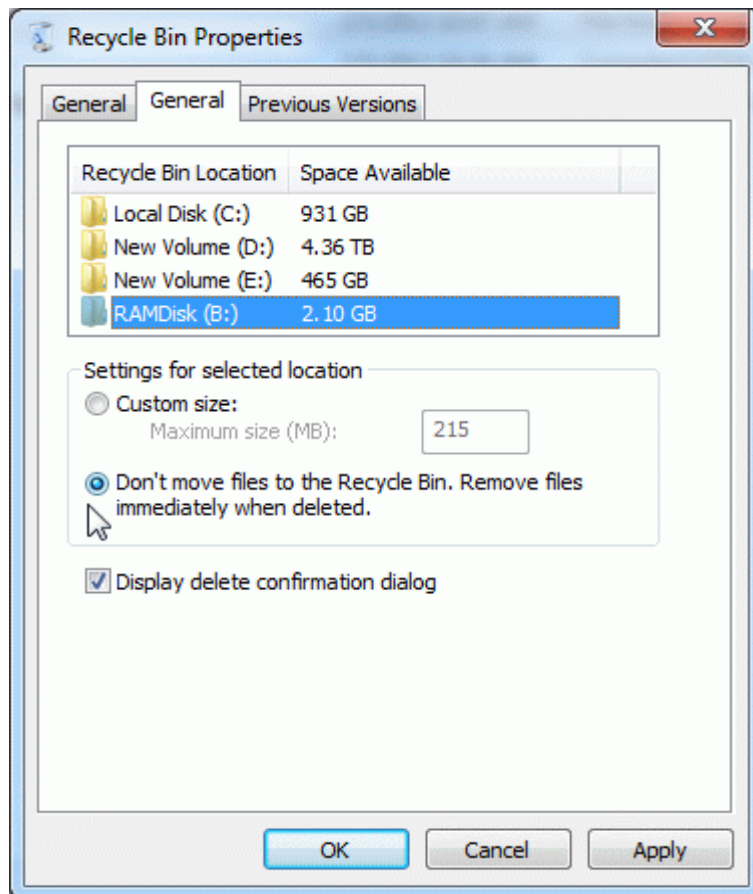 Recycle Bin Properties
General General Previous Versions
Recycle Bin Location Space Available
Local Disk (C:) 931 GB
New Volume (D:) 4.36 TB
New Volume (E:) 465 GB
RAMDisk (B:) 2.10 GB
Settings for selected location
Custom size:
Maximum size (MB): 215
Don't move files to the Recycle Bin. Remove files
immediately when deleted.
Display delete confirmation dialog
OK Cancel Apply